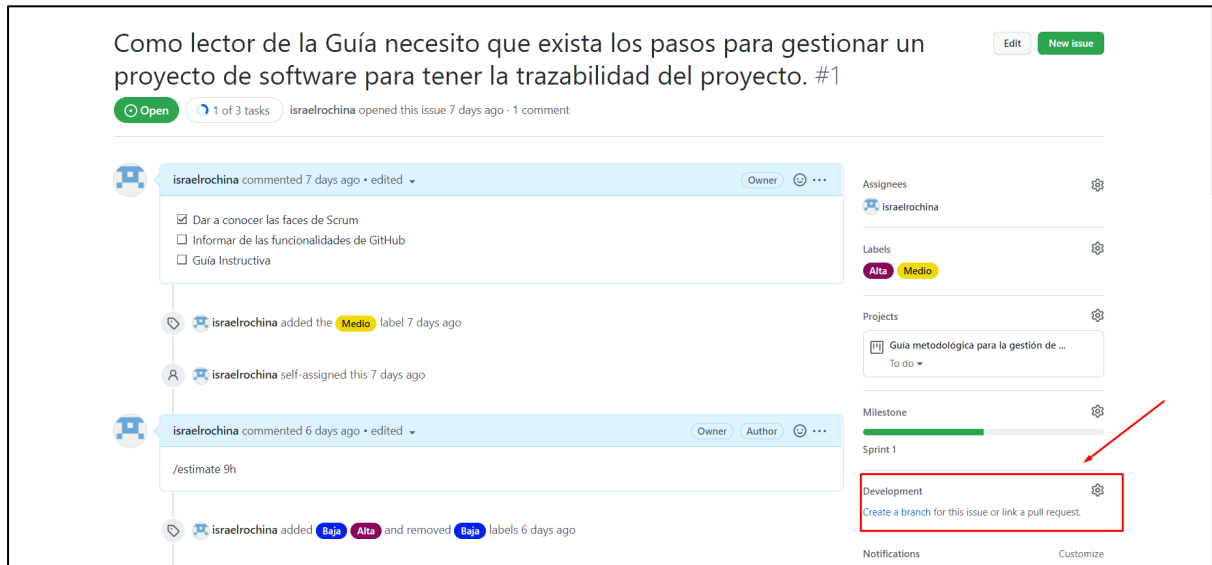 Como lector de la Guía necesito que exista los pasos para gestionar un
proyecto de software para tener la trazabilidad del proyecto. #1
Edit
New issue
Open
1 of 3 tasks
israelrochina opened this issue 7 days ago · 1 comment
israelrochina commented 7 days ago • edited
Owner
Dar a conocer las faces de Scrum
Informar de las funcionalidades de GitHub
Guía Instructiva
israelrochina added the Medio label 7 days ago
israelrochina self-assigned this 7 days ago
israelrochina commented 6 days ago • edited
Owner
Author
/estimate 9h
israelrochina added Baja Alta and removed Baja labels 6 days ago
Assignees
israelrochina
Labels
Alta Medio
Projects
Guía metodológica para la gestión de ...
To do
Milestone
Sprint 1
Development
Create a branch for this issue or link a pull request.
Notifications
Customize